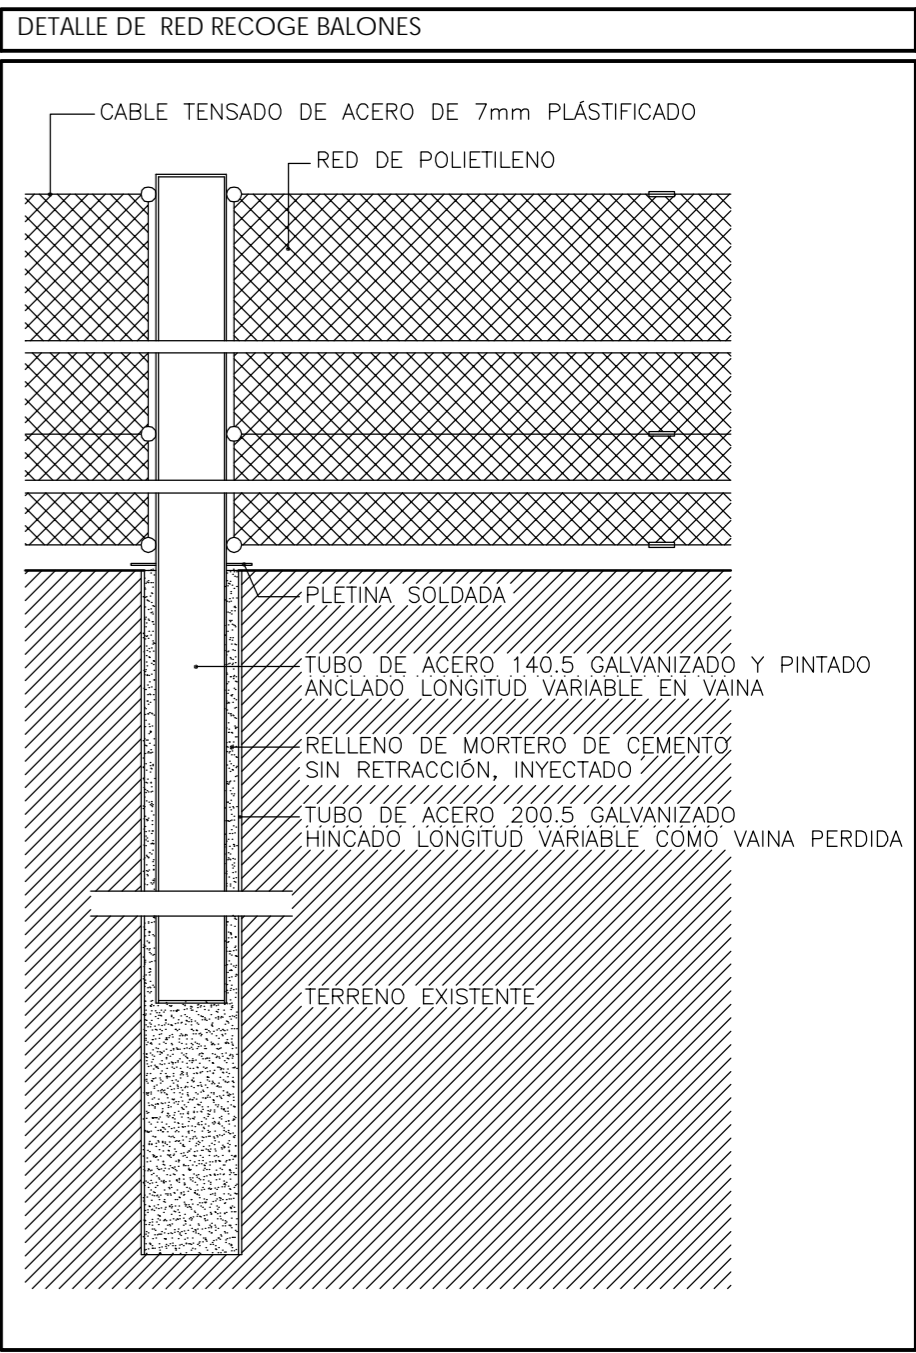 DETALLE DE RED RECOGE BALONES
CABLE TENSADO DE ACERO DE 7mm PLÁSTIFICADO
RED DE POLIETILENO
PLETINA SOLDADA
TUBO DE ACERO 140.5 GALVANIZADO Y PINTADO
ANCLADO LONGITUD VARIABLE EN VAINA
RELLENO DE MORTERO DE CEMENTO
SIN RETRACCIÓN, INYECTADO
TUBO DE ACERO 200.5 GALVANIZADO
HINCADO LONGITUD VARIABLE COMO VAINA PERDIDA
TERRENO EXISTENTE